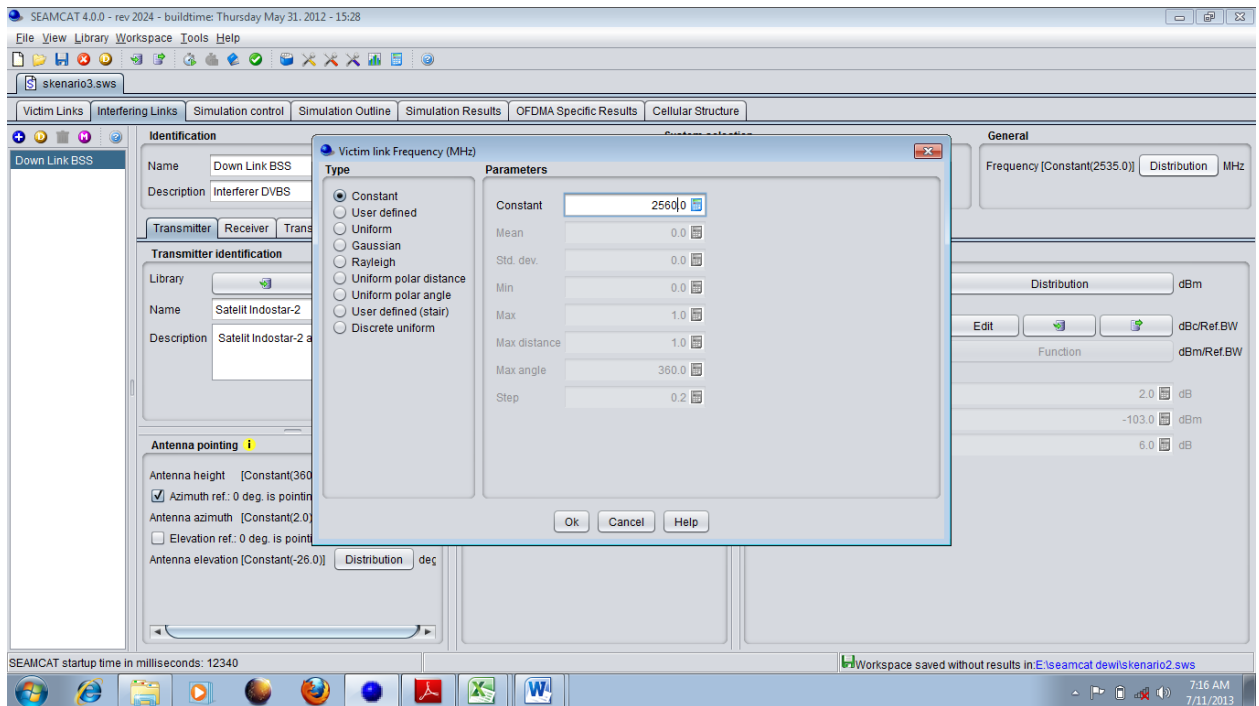 SEAMCAT 4.0.0 - rev 2024 - buildtime: Thursday May 31. 2012 - 15:28
File View Library Workspace Tools Help
skenario3.sws
Victim Links Interfering Links Simulation control Simulation Outline Simulation Results OFDMA Specific Results Cellular Structure
Down Link BSS
Identification
Name Down Link BSS
Description Interferer DVBS
General
Frequency [Constant(2535.0)] Distribution MHz
Transmitter Receiver Trans
Transmitter identification
Library
Name Satelit Indostar-2
Description Satelit Indostar-2 a
Antenna pointing i
Antenna height [Constant(360
Azimuth ref.: 0 deg. is pointin
Antenna azimuth [Constant(2.0)
Elevation ref.: 0 deg. is pointi
Antenna elevation [Constant(-26.0)] Distribution deg
Victim link Frequency (MHz)
Type
Constant
User defined
Uniform
Gaussian
Rayleigh
Uniform polar distance
Uniform polar angle
User defined (stair)
Discrete uniform
Parameters
Constant 2560.0
Mean 0.0
Std. dev. 0.0
Min 0.0
Max 1.0
Max distance 1.0
Max angle 360.0
Step 0.2
Ok Cancel Help
Distribution dBm
Edit dBc/Ref.BW
Function dBm/Ref.BW
2.0 dB
-103.0 dBm
6.0 dB
SEAMCAT startup time in milliseconds: 12340
Workspace saved without results in:E:\seamcat dewi\skenario2.sws
7:16 AM
7/11/2013